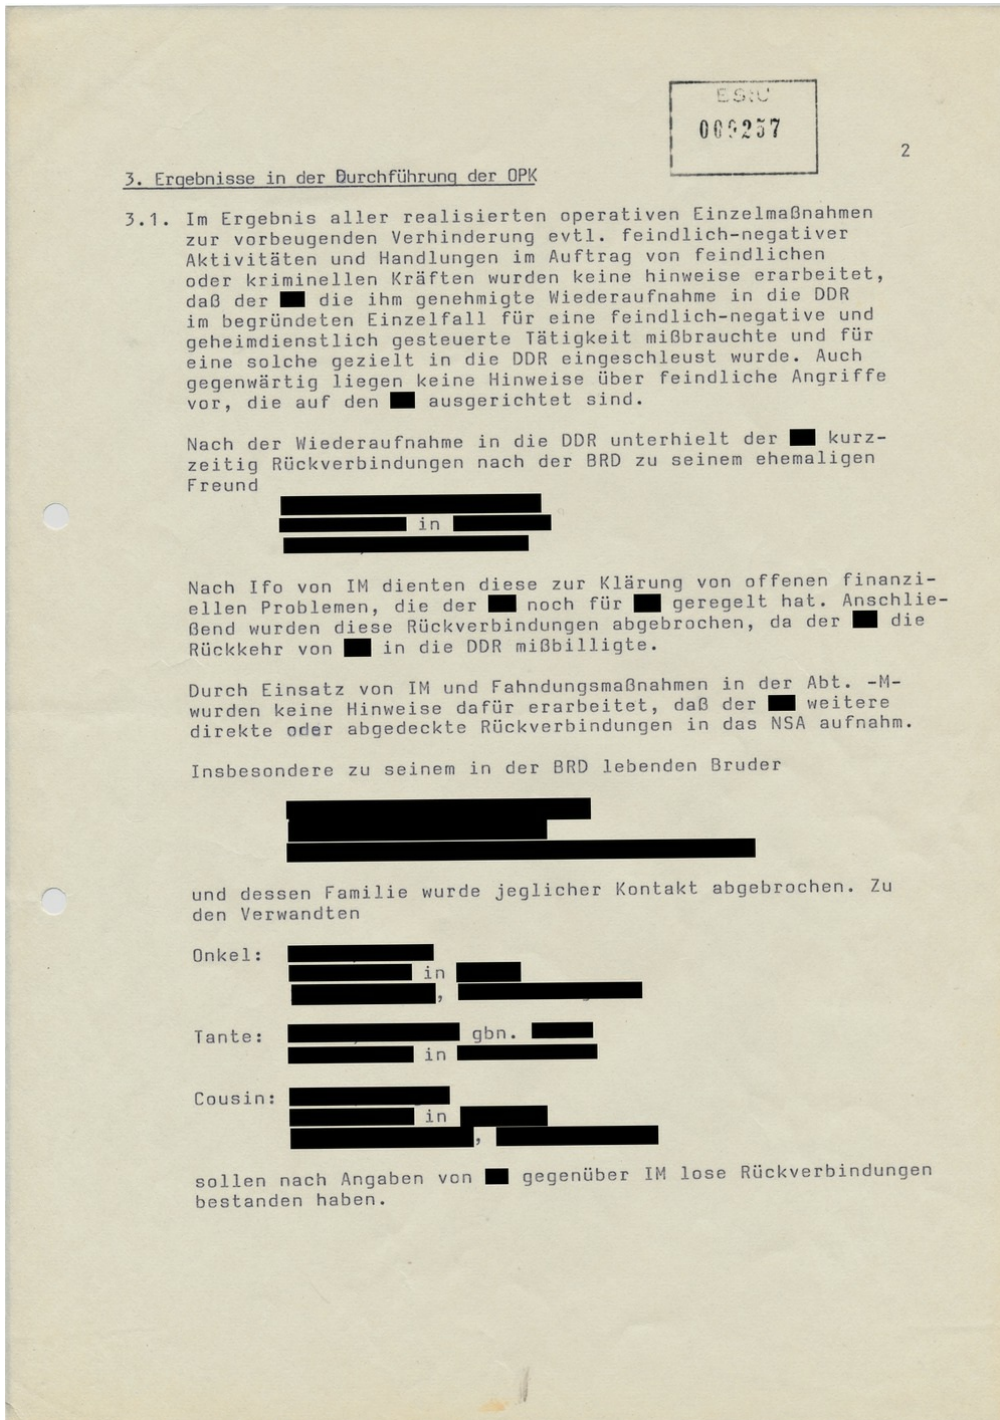 BStU
2
3. Ergebnisse in der Durchführung der OPK
3.1. Im Ergebnis aller realisierten operativen Einzelmaßnahmen
zur vorbeugenden Verhinderung evtl. feindlich-negativer
Aktivitäten und Handlungen im Auftrag von feindlichen
oder kriminellen Kräften wurden keine hinweise erarbeitet,
daß der die ihm genehmigte Wiederaufnahme in die DDR
im begründeten Einzelfall für eine feindlich-negative und
geheimdienstlich gesteuerte Tätigkeit mißbrauchte und für
eine solche gezielt in die DDR eingeschleust wurde. Auch
gegenwärtig liegen keine Hinweise über feindliche Angriffe
vor, die auf den ausgerichtet sind.
Nach der Wiederaufnahme in die DDR unterhielt der kurz-
zeitig Rückverbindungen nach der BRD zu seinem ehemaligen
Freund
in
Nach Ifo von IM dienten diese zur Klärung von offenen finanzi-
ellen Problemen, die der noch für geregelt hat. Anschlie-
ßend wurden diese Rückverbindungen abgebrochen, da der die
Rückkehr von in die DDR mißbilligte.
Durch Einsatz von IM und Fahndungsmaßnahmen in der Abt. -M-
wurden keine Hinweise dafür erarbeitet, daß der weitere
direkte oder abgedeckte Rückverbindungen in das NSA aufnahm.
Insbesondere zu seinem in der BRD lebenden Bruder
und dessen Familie wurde jeglicher Kontakt abgebrochen. Zu
den Verwandten
Onkel:
in
,
Tante: gbn.
in
Cousin:
in
,
sollen nach Angaben von gegenüber IM lose Rückverbindungen
bestanden haben.